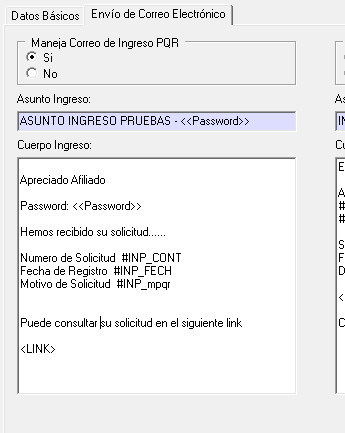 Datos Básicos
Envío de Correo Electrónico
Maneja Correo de Ingreso PQR
Si
No
Asunto Ingreso:
ASUNTO INGRESO PRUEBAS - <<Password>>
Cuerpo Ingreso:
Apreciado Afiliado
Password: <<Password>>
Hemos recibido su solicitud......
Numero de Solicitud #INP_CONT
Fecha de Registro #INP_FECH
Motivo de Solicitud #INP_mpqr
Puede consultar su solicitud en el siguiente link
<LINK>